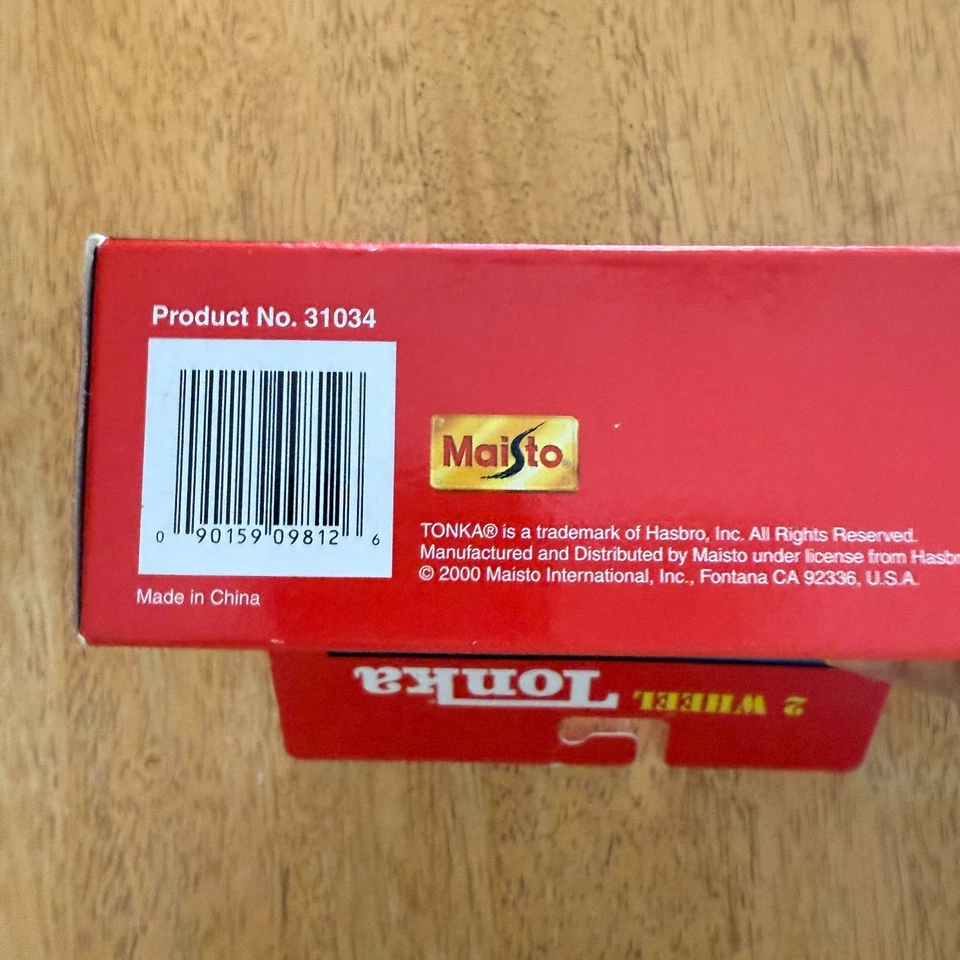 Product No. 31034
0 90159 09812 6
Made in China
Maisto®
TONKA® is a trademark of Hasbro, Inc. All Rights Reserved.
Manufactured and Distributed by Maisto under license from Hasbr
© 2000 Maisto International, Inc., Fontana CA 92336, U.S.A.
2 WHEEL Tonka